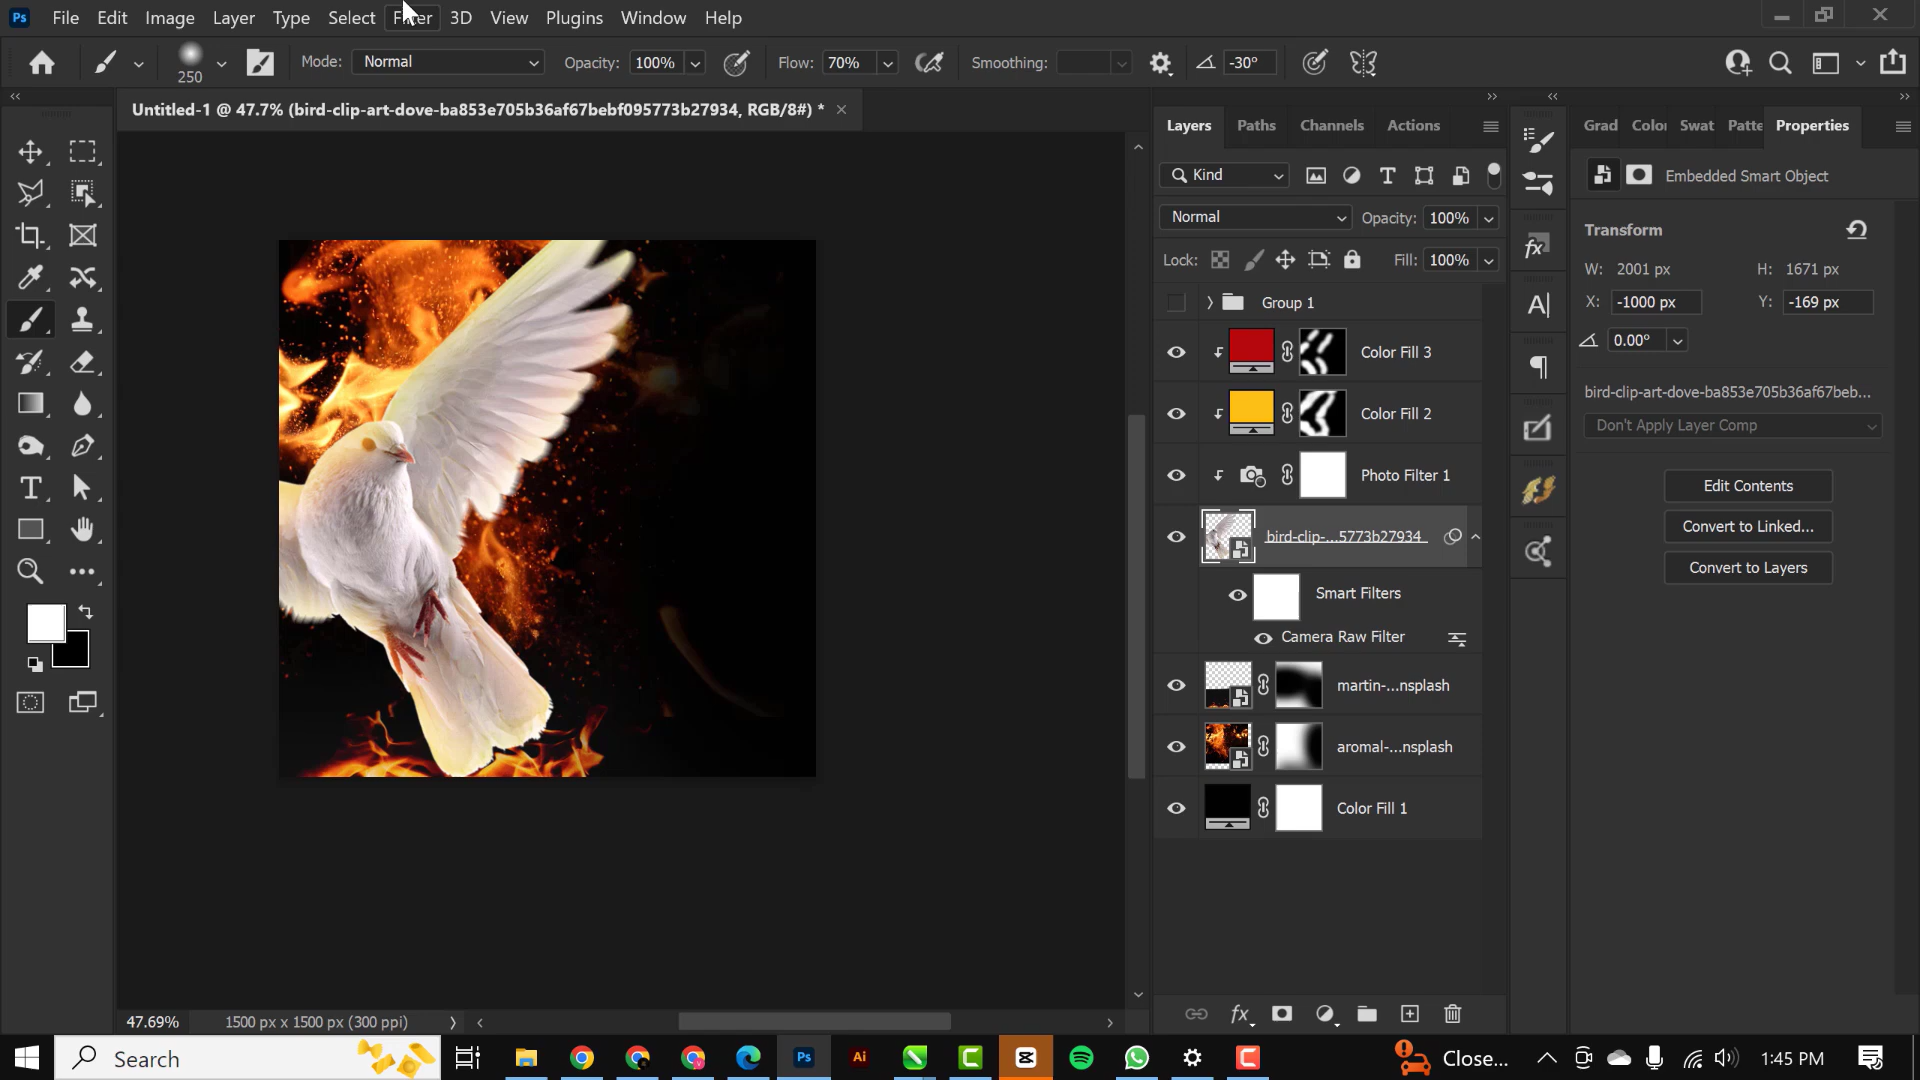 Ps File Edit Image Layer Type Select Filter 3D View Plugins Window Help
250 Mode: Normal Opacity: 100% Flow: 70% Smoothing: -30°
Untitled-1 @ 47.7% (bird-clip-art-dove-ba853e705b36af67bebf095773b27934, RGB/8#) *
Layers Paths Channels Actions
Grad Color Swat Patte Properties
Kind
Embedded Smart Object
Normal Opacity: 100%
Transform
Lock: Fill: 100%
W: 2001 px H: 1671 px
X: -1000 px Y: -169 px
Group 1
0.00°
Color Fill 3
bird-clip-art-dove-ba853e705b36af67beb...
Color Fill 2
Don't Apply Layer Comp
Photo Filter 1
Edit Contents
Convert to Linked...
bird-clip-...5773b27934
Convert to Layers
Smart Filters
Camera Raw Filter
martin-...nsplash
aromal-...nsplash
Color Fill 1
47.69% 1500 px x 1500 px (300 ppi)
fx
Search
Ps Ai
Close... 1:45 PM